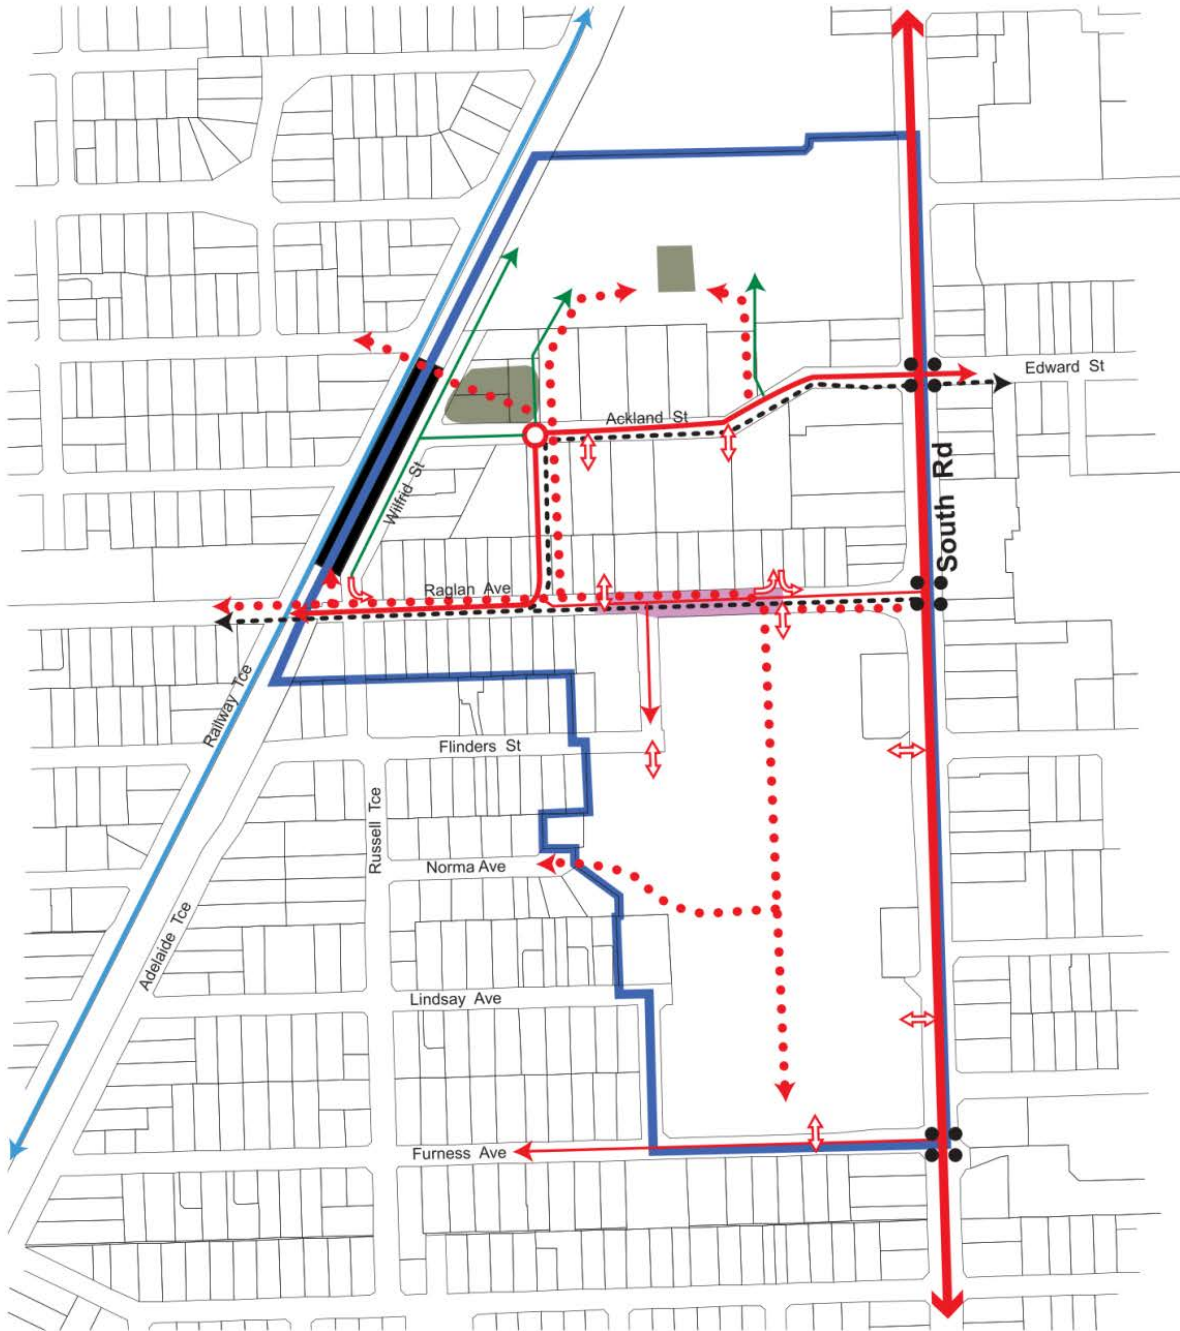 Edward St
Ackland St
South Rd
Wilfrid St
Raglan Ave
Railway Tce
Flinders St
Russell Tce
Norma Ave
Adelaide Tce
Lindsay Ave
Furness Ave